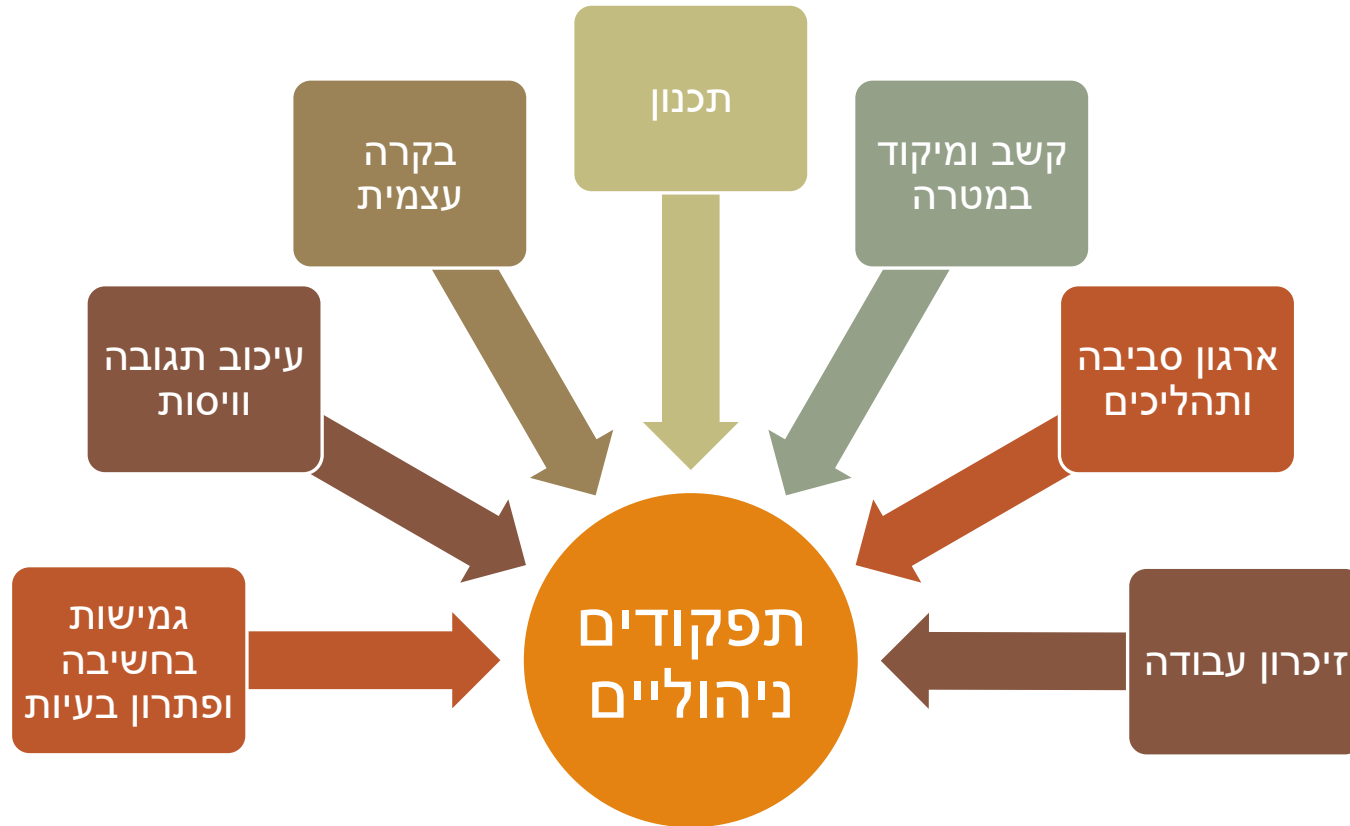 תכנון
קשב ומיקוד
במטרה
בקרה
עצמית
ארגון סביבה
ותהליכים
עיכוב תגובה
וויסות
זיכרון עבודה
גמישות
בחשיבה
ופתרון בעיות
תפקודים
ניהוליים